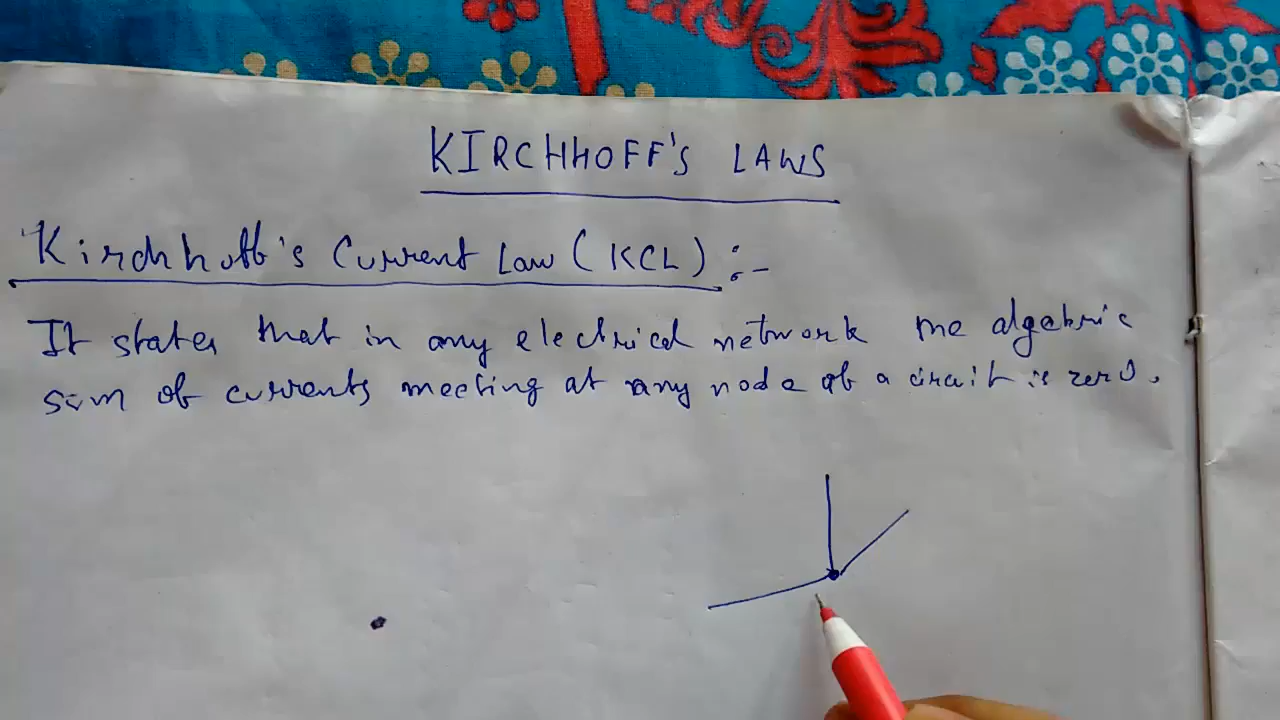 KIRCHHOFF'S LAWS
Kirchhoff's Current Law (KCL) :-
It states that in any electrical network the algebric
sum of currents meeting at any node of a circuit is zero.